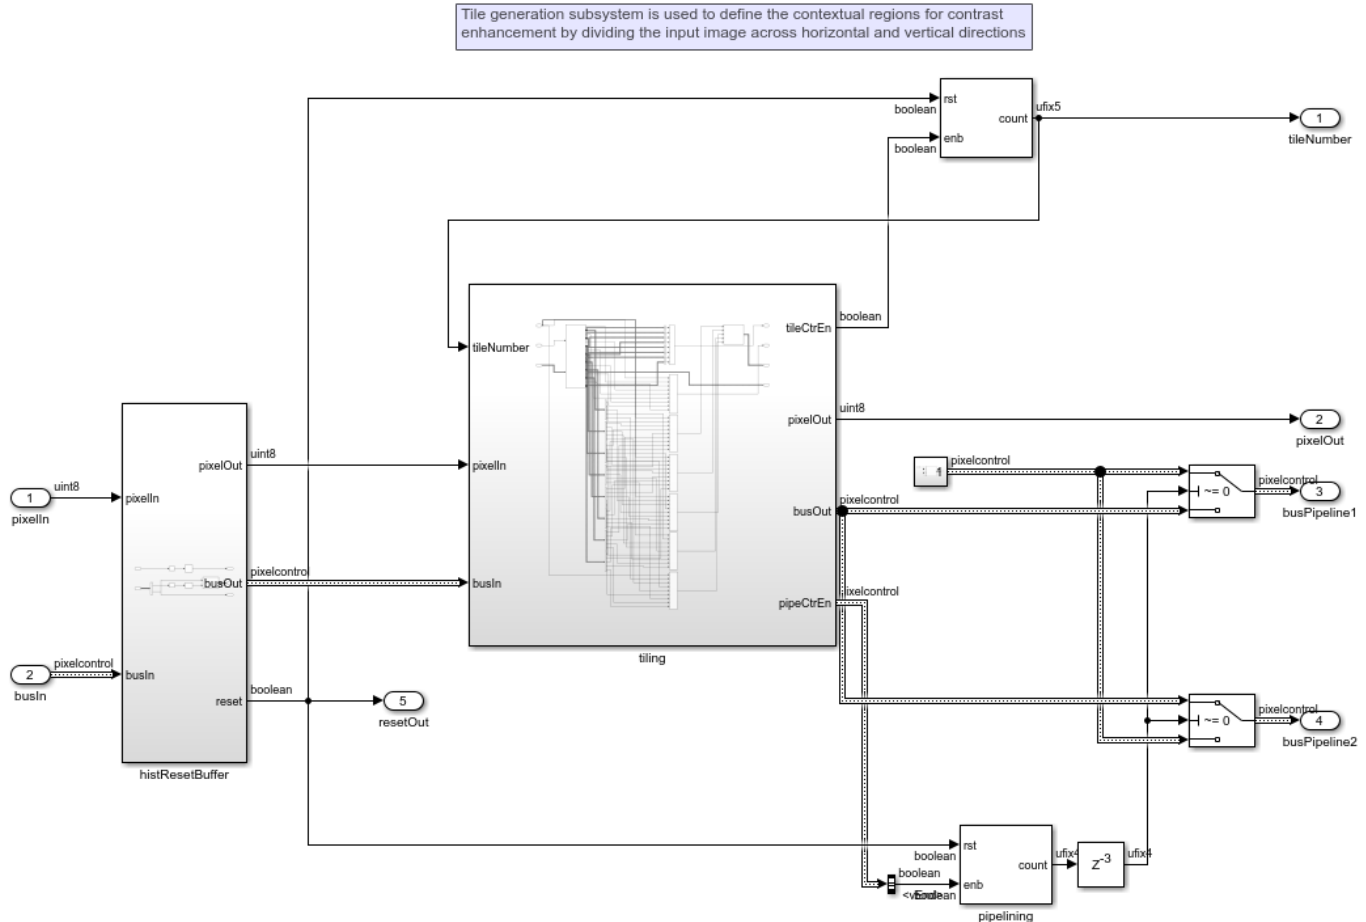 Tile generation subsystem is used to define the contextual regions for contrast
enhancement by dividing the input image across horizontal and vertical directions
rst
boolean
enb
boolean
count
ufix5
1
tileNumber
tileNumber
pixelIn
busIn
tileCtrEn
boolean
pixelOut
uint8
2
pixelOut
busOut
pixelcontrol
pipeCtrEn
pixelcontrol
tiling
pixelcontrol
~= 0
pixelcontrol
3
busPipeline1
1
pixelIn
uint8
pixelIn
pixelOut
uint8
busOut
pixelcontrol
2
busIn
pixelcontrol
busIn
reset
boolean
5
resetOut
histResetBuffer
~= 0
pixelcontrol
4
busPipeline2
rst
boolean
boolean
enb
boolean
count
ufix4
Z-3
ufix4
pipelining